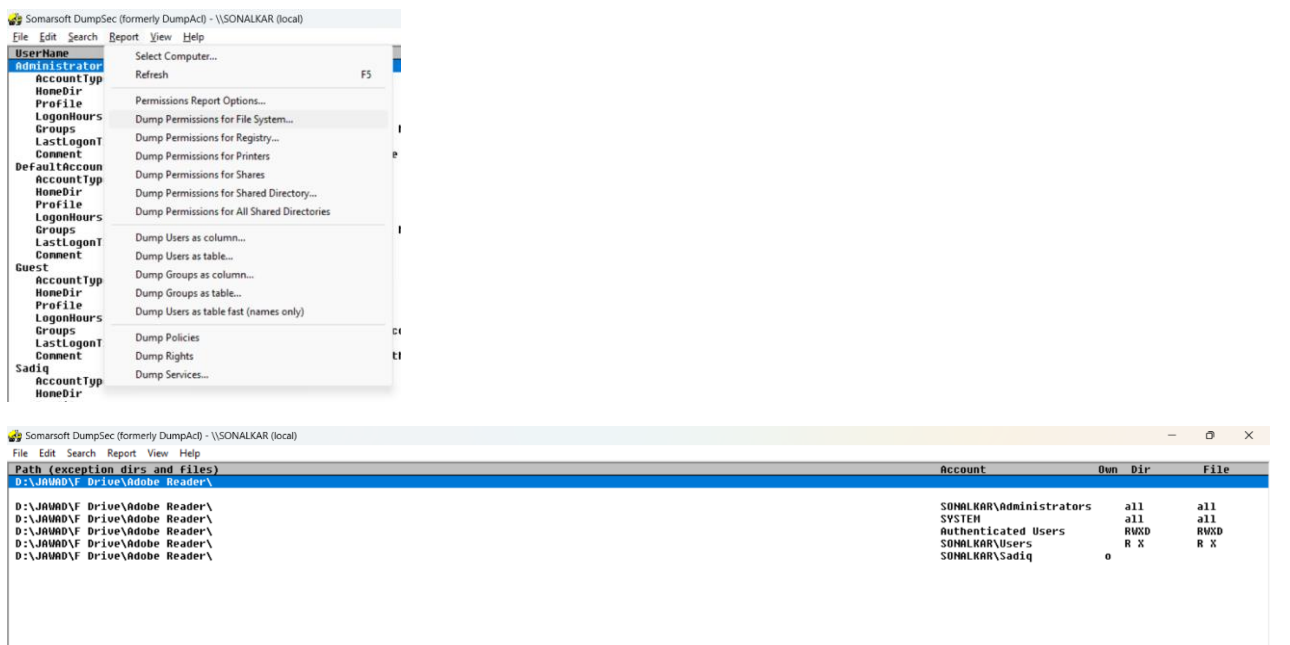 Somarsoft DumpSec (formerly DumpAcl) - \\SONALKAR (local)
File Edit Search Report View Help
UserName
Select Computer...
Administrator
Refresh F5
AccountTyp
HomeDir
Profile
Permissions Report Options...
LogonHours
Dump Permissions for File System...
Groups
Dump Permissions for Registry...
LastLogonT
Comment
Dump Permissions for Printers
DefaultAccoun
Dump Permissions for Shares
AccountTyp
HomeDir
Dump Permissions for Shared Directory...
Profile
LogonHours
Dump Permissions for All Shared Directories
Groups
LastLogonT
Dump Users as column...
Comment
Dump Users as table...
Guest
AccountTyp
Dump Groups as column...
HomeDir
Dump Groups as table...
Profile
LogonHours
Dump Users as table fast (names only)
Groups
LastLogonT
Dump Policies
Comment
Dump Rights
Sadiq
AccountTyp
Dump Services...
HomeDir
Somarsoft DumpSec (formerly DumpAcl) - \\SONALKAR (local)
File Edit Search Report View Help
Path (exception dirs and files) Account Own Dir File
D:\JAWAD\F Drive\Adobe Reader\
D:\JAWAD\F Drive\Adobe Reader\ SONALKAR\Administrators all all
D:\JAWAD\F Drive\Adobe Reader\ SYSTEM all all
D:\JAWAD\F Drive\Adobe Reader\ Authenticated Users RWXD RWXD
D:\JAWAD\F Drive\Adobe Reader\ SONALKAR\Users R X R X
D:\JAWAD\F Drive\Adobe Reader\ SONALKAR\Sadiq o